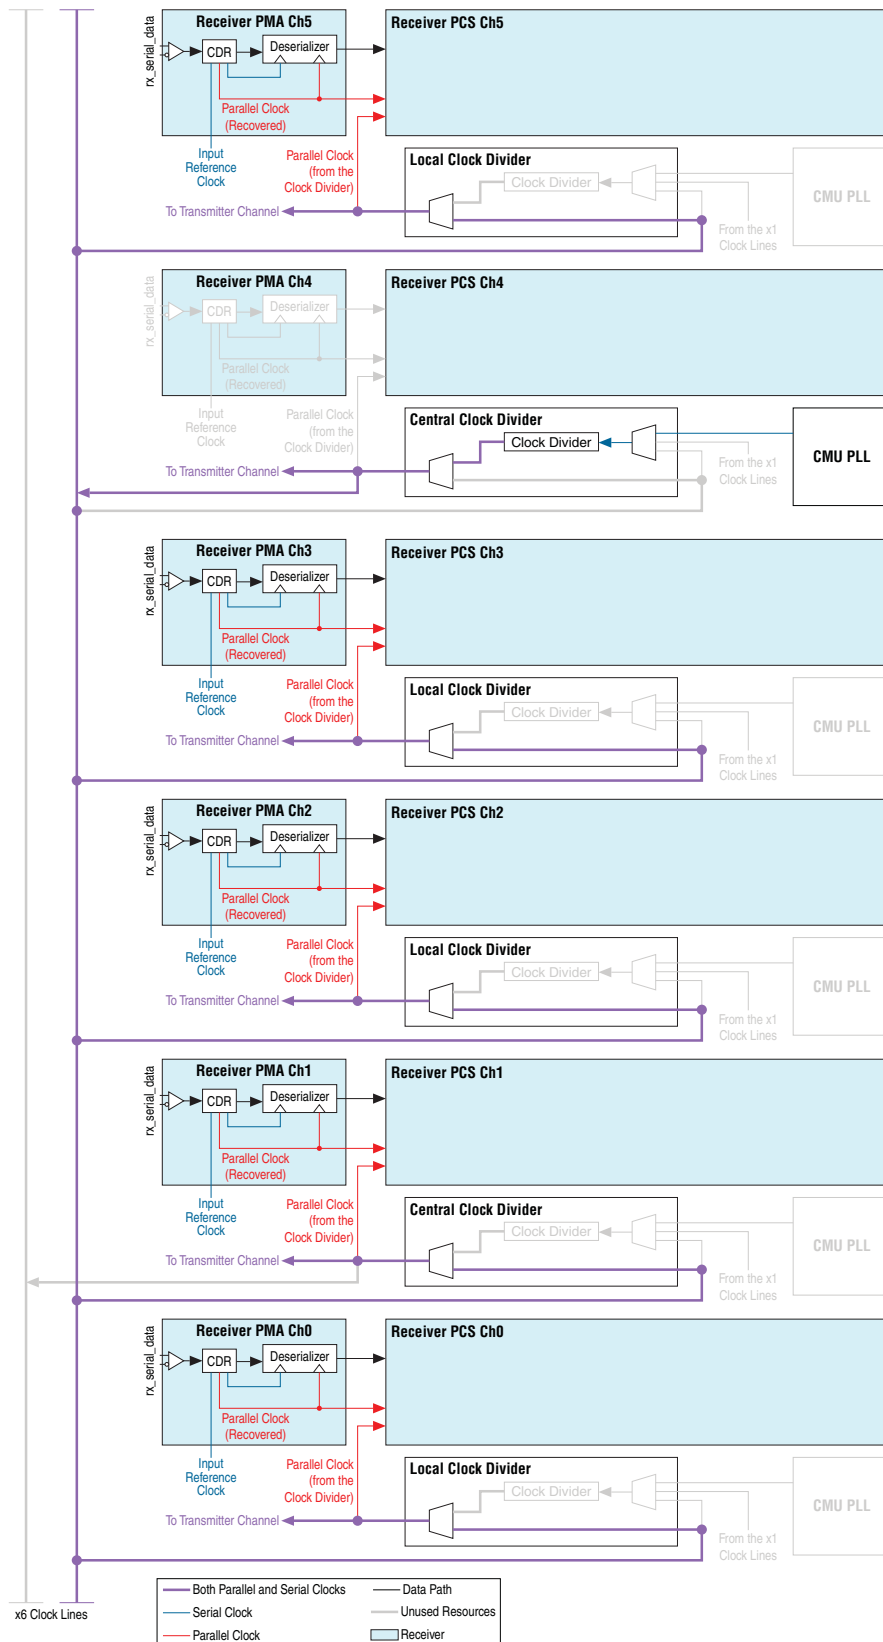 Receiver PMA Ch5
Receiver PCS Ch5
rx_serial_data
CDR
Deserializer
Parallel Clock
(Recovered)
Input
Reference
Clock
Parallel Clock
(from the
Clock Divider)
Local Clock Divider
Clock Divider
CMU PLL
To Transmitter Channel
From the x1
Clock Lines
Receiver PMA Ch4
Receiver PCS Ch4
rx_serial_data
CDR
Deserializer
Parallel Clock
(Recovered)
Input
Reference
Clock
Parallel Clock
(from the
Clock Divider)
Central Clock Divider
Clock Divider
CMU PLL
To Transmitter Channel
From the x1
Clock Lines
Receiver PMA Ch3
Receiver PCS Ch3
rx_serial_data
CDR
Deserializer
Parallel Clock
(Recovered)
Input
Reference
Clock
Parallel Clock
(from the
Clock Divider)
Local Clock Divider
Clock Divider
CMU PLL
To Transmitter Channel
From the x1
Clock Lines
Receiver PMA Ch2
Receiver PCS Ch2
rx_serial_data
CDR
Deserializer
Parallel Clock
(Recovered)
Input
Reference
Clock
Parallel Clock
(from the
Clock Divider)
Local Clock Divider
Clock Divider
CMU PLL
To Transmitter Channel
From the x1
Clock Lines
Receiver PMA Ch1
Receiver PCS Ch1
rx_serial_data
CDR
Deserializer
Parallel Clock
(Recovered)
Input
Reference
Clock
Parallel Clock
(from the
Clock Divider)
Central Clock Divider
Clock Divider
CMU PLL
To Transmitter Channel
From the x1
Clock Lines
Receiver PMA Ch0
Receiver PCS Ch0
rx_serial_data
CDR
Deserializer
Parallel Clock
(Recovered)
Input
Reference
Clock
Parallel Clock
(from the
Clock Divider)
Local Clock Divider
Clock Divider
CMU PLL
To Transmitter Channel
From the x1
Clock Lines
x6 Clock Lines
Both Parallel and Serial Clocks
Serial Clock
Parallel Clock
Data Path
Unused Resources
Receiver